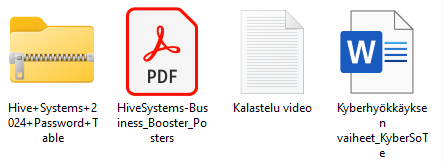 PDF
W
Hive+Systems+2
024+Password+T
able
HiveSystems-Bus
iness_Booster_Po
sters
Kalastelu video
Kyberhyökkäykse
n
vaiheet_KyberSoT
e